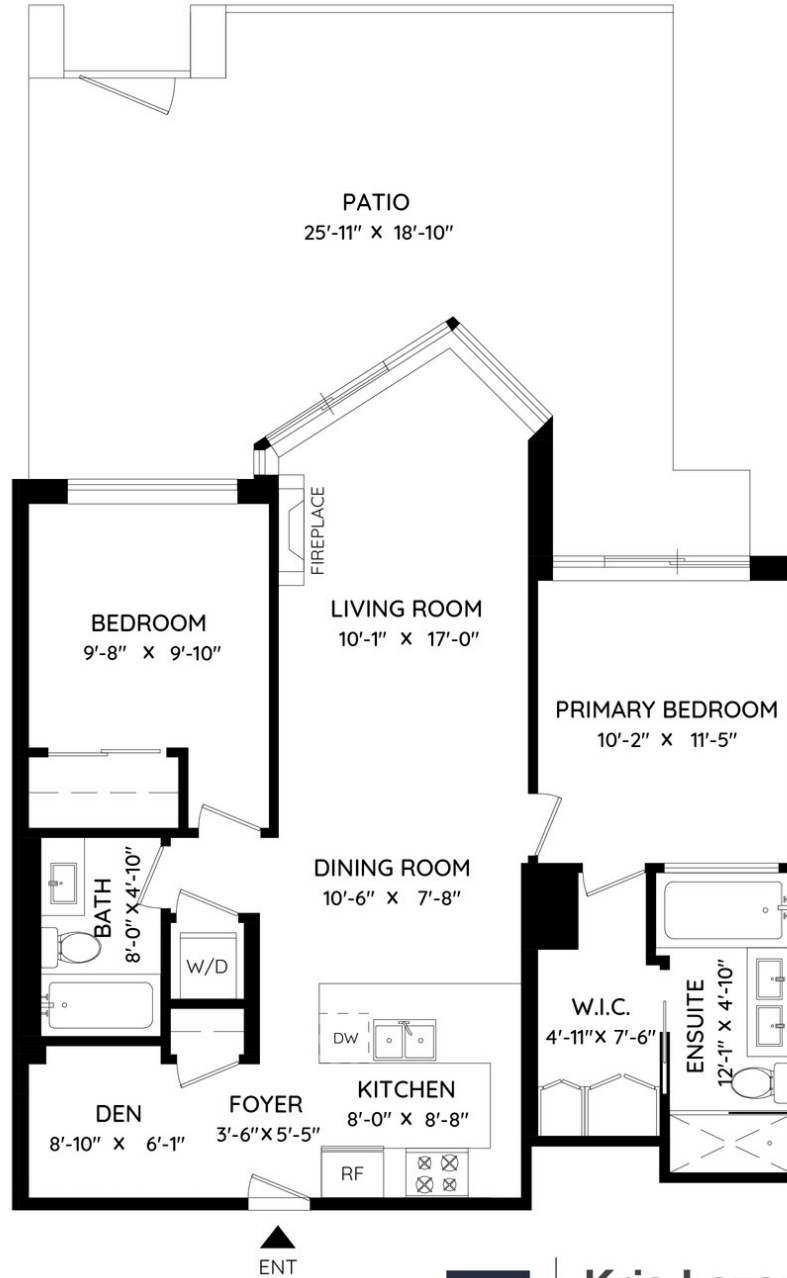 PATIO
25'-11" X 18'-10"
FIREPLACE
BEDROOM
9'-8" X 9'-10"
LIVING ROOM
10'-1" X 17'-0"
PRIMARY BEDROOM
10'-2" X 11'-5"
BATH
8'-0" X 4'-10"
DINING ROOM
10'-6" X 7'-8"
W/D
W.I.C.
4'-11" X 7'-6"
ENSUITE
12'-1" X 4'-10"
DW
DEN
8'-10" X 6'-1"
FOYER
3'-6" X 5'-5"
KITCHEN
8'-0" X 8'-8"
RF
ENT